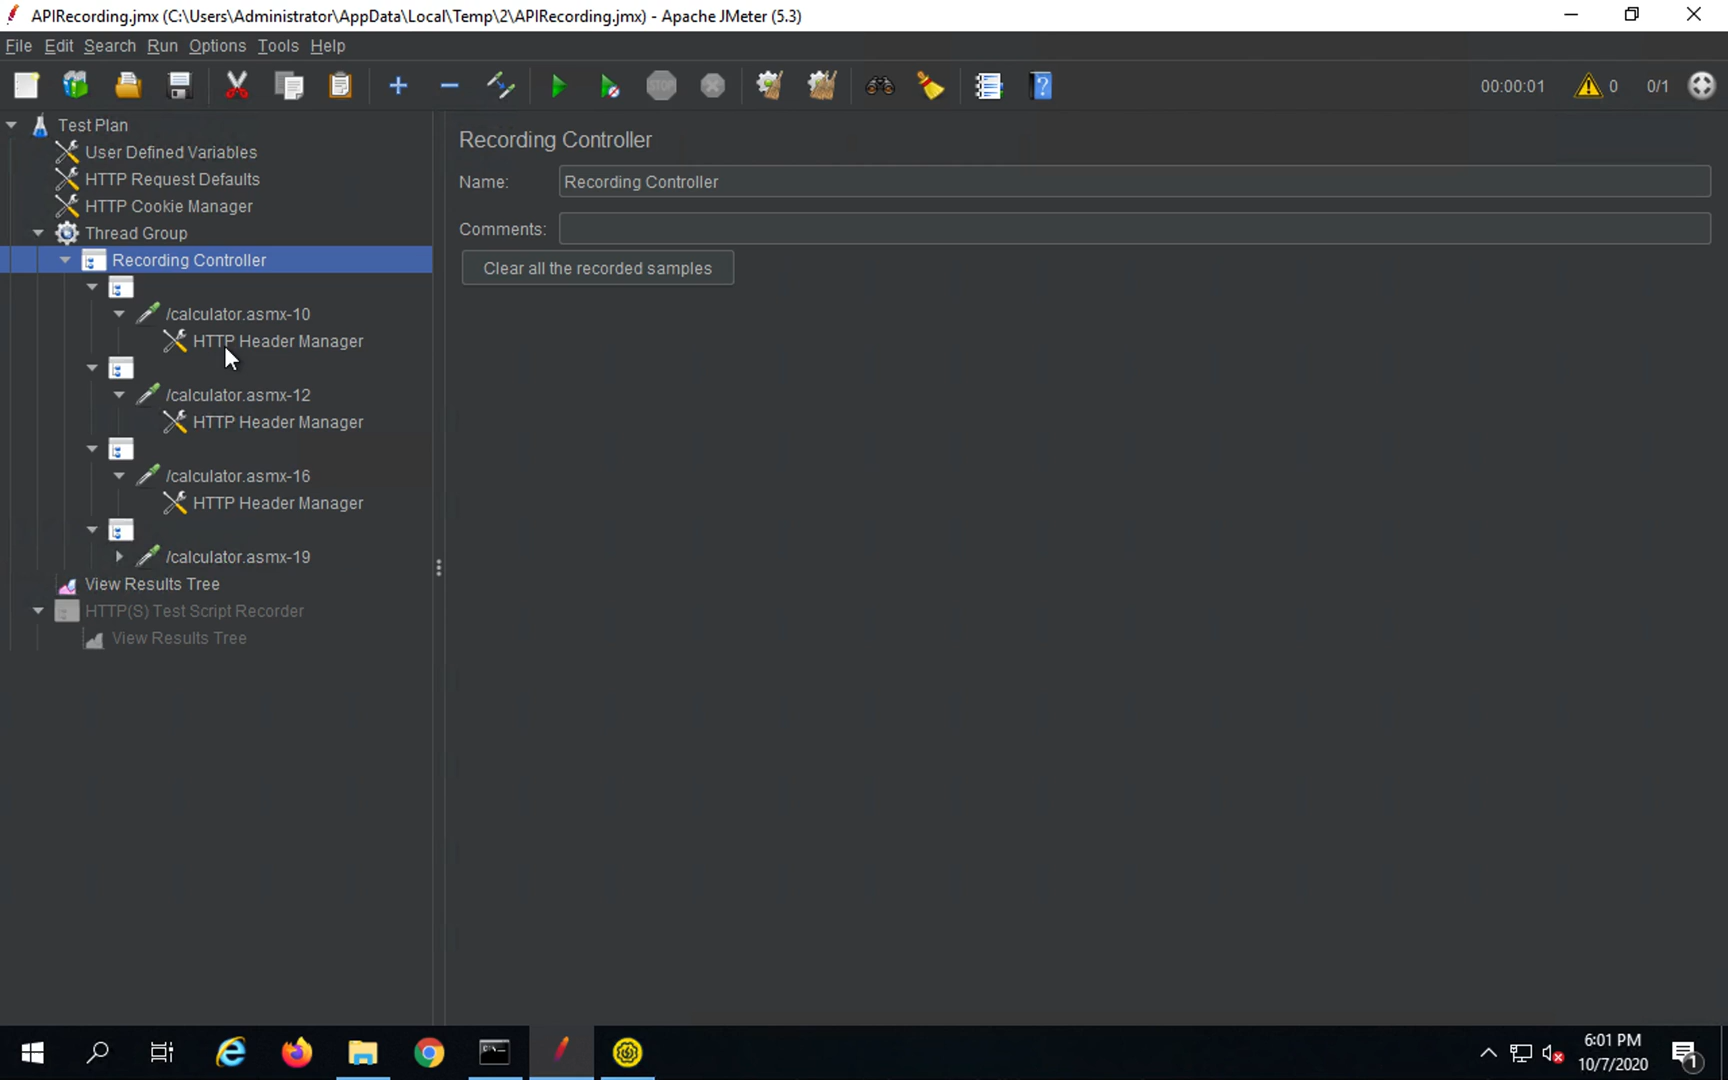 APIRecording.jmx (C:\Users\Administrator\AppData\Local\Temp\2\APIRecording.jmx) - Apache JMeter (5.3)
File Edit Search Run Options Tools Help
STOP
00:00:01 0 0/1
Test Plan
User Defined Variables
HTTP Request Defaults
HTTP Cookie Manager
Thread Group
Recording Controller
/calculator.asmx-10
HTTP Header Manager
/calculator.asmx-12
HTTP Header Manager
/calculator.asmx-16
HTTP Header Manager
/calculator.asmx-19
View Results Tree
HTTP(S) Test Script Recorder
View Results Tree
Recording Controller
Name: Recording Controller
Comments:
Clear all the recorded samples
6:01 PM
10/7/2020
1